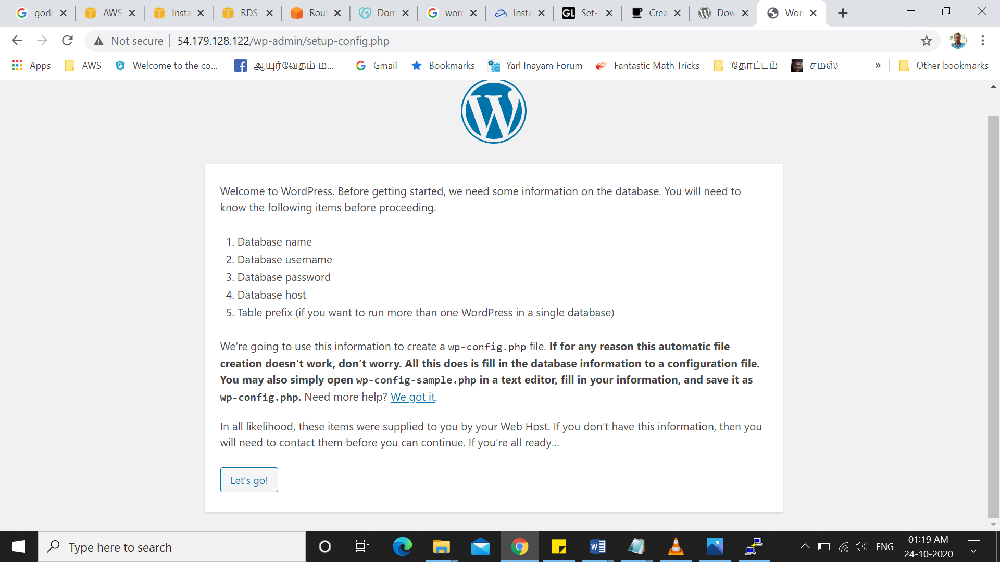 goda
AWS
Insta
RDS
Rout
Dom
word
Insta
GL Set-u
Crea
Dow
Wor
Not secure 54.179.128.122/wp-admin/setup-config.php
Apps
AWS
Welcome to the co...
ஆயுர்வேதம் ம...
Gmail
Bookmarks
Yarl Inayam Forum
Fantastic Math Tricks
தோட்டம்
சமஸ்
»
Other bookmarks
Welcome to WordPress. Before getting started, we need some information on the database. You will need to
know the following items before proceeding.
1. Database name
2. Database username
3. Database password
4. Database host
5. Table prefix (if you want to run more than one WordPress in a single database)
We’re going to use this information to create a wp-config.php file. If for any reason this automatic file
creation doesn’t work, don’t worry. All this does is fill in the database information to a configuration file.
You may also simply open wp-config-sample.php in a text editor, fill in your information, and save it as
wp-config.php. Need more help? We got it.
In all likelihood, these items were supplied to you by your Web Host. If you don’t have this information, then you
will need to contact them before you can continue. If you’re all ready…
Let’s go!
Type here to search
ENG
01:19 AM
24-10-2020